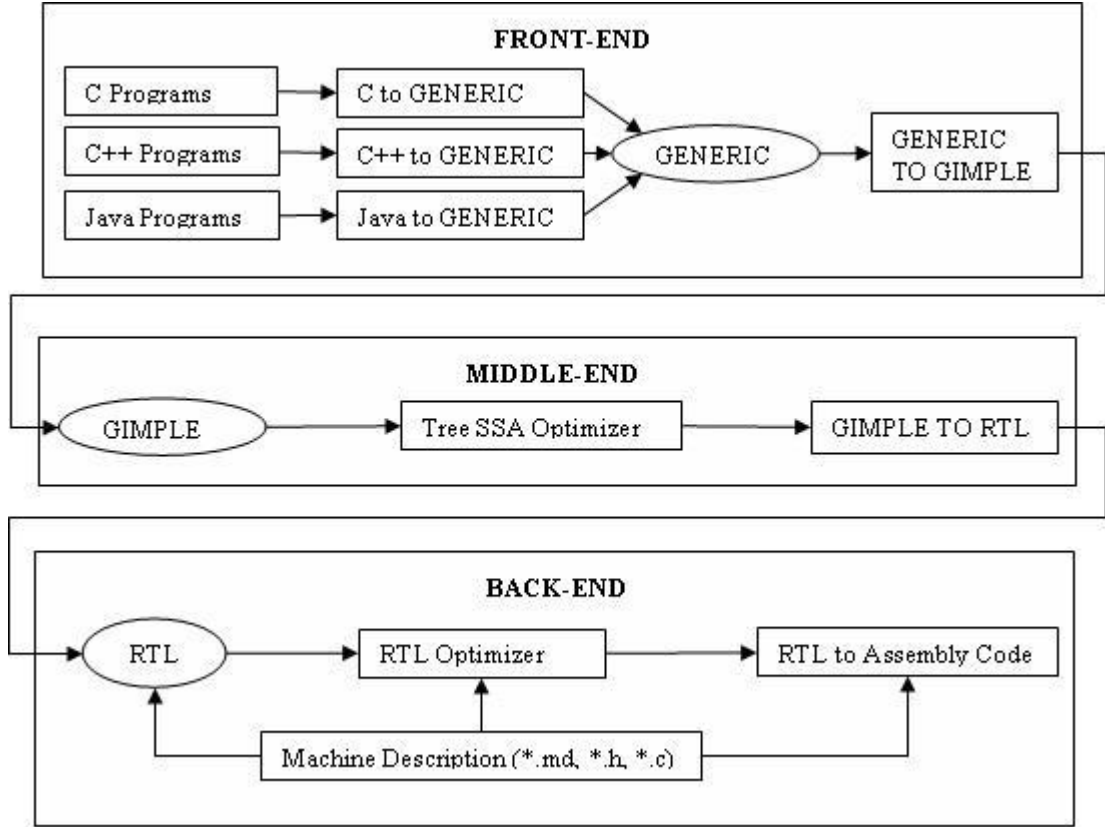 FRONT-END
C Programs
C to GENERIC
C++ Programs
C++ to GENERIC
GENERIC
GENERIC
TO GIMPLE
Java Programs
Java to GENERIC
MIDDLE-END
GIMPLE
Tree SSA Optimizer
GIMPLE TO RTL
BACK-END
RTL
RTL Optimizer
RTL to Assembly Code
Machine Description (*.md, *.h, *.c)